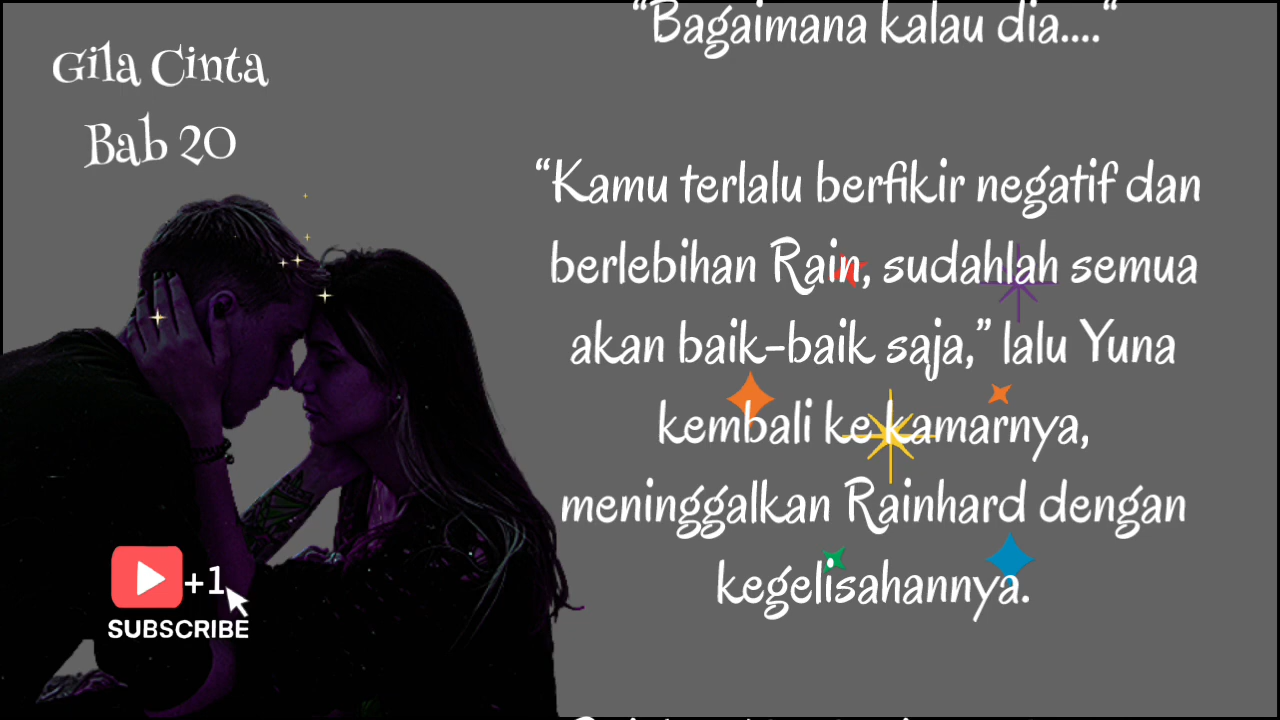 Gila Cinta
Bab 20
“Bagaimana kalau dia....“
“Kamu terlalu berfikir negatif dan
berlebihan Rain, sudahlah semua
akan baik-baik saja,” lalu Yuna
kembali ke kamarnya,
meninggalkan Rainhard dengan
kegelisahannya.
+1
SUBSCRIBE